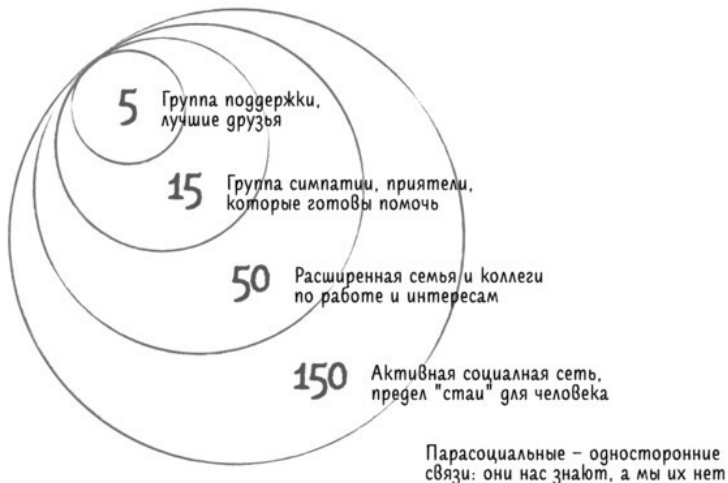 5 Группа поддержки,
лучшие друзья
15 Группа симпатии, приятели,
которые готовы помочь
50 Расширенная семья и коллеги
по работе и интересам
150 Активная социалная сеть,
предел "стаи" для человека
Парасоциальные – односторонние
связи: они нас знают, а мы их нет